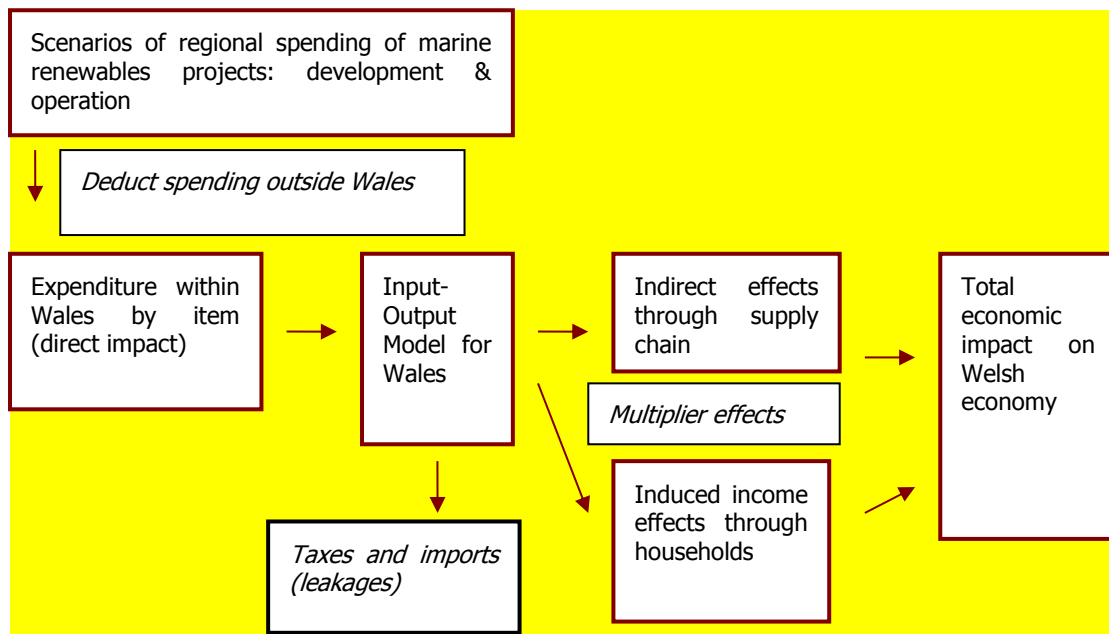 Scenarios of regional spending of marine
renewables projects: development &
operation
Deduct spending outside Wales
Expenditure within
Wales by item
(direct impact)
Input-
Output
Model for
Wales
Indirect effects
through supply
chain
Total
economic
impact on
Welsh
economy
Multiplier effects
Induced income
effects through
households
Taxes and imports
(leakages)